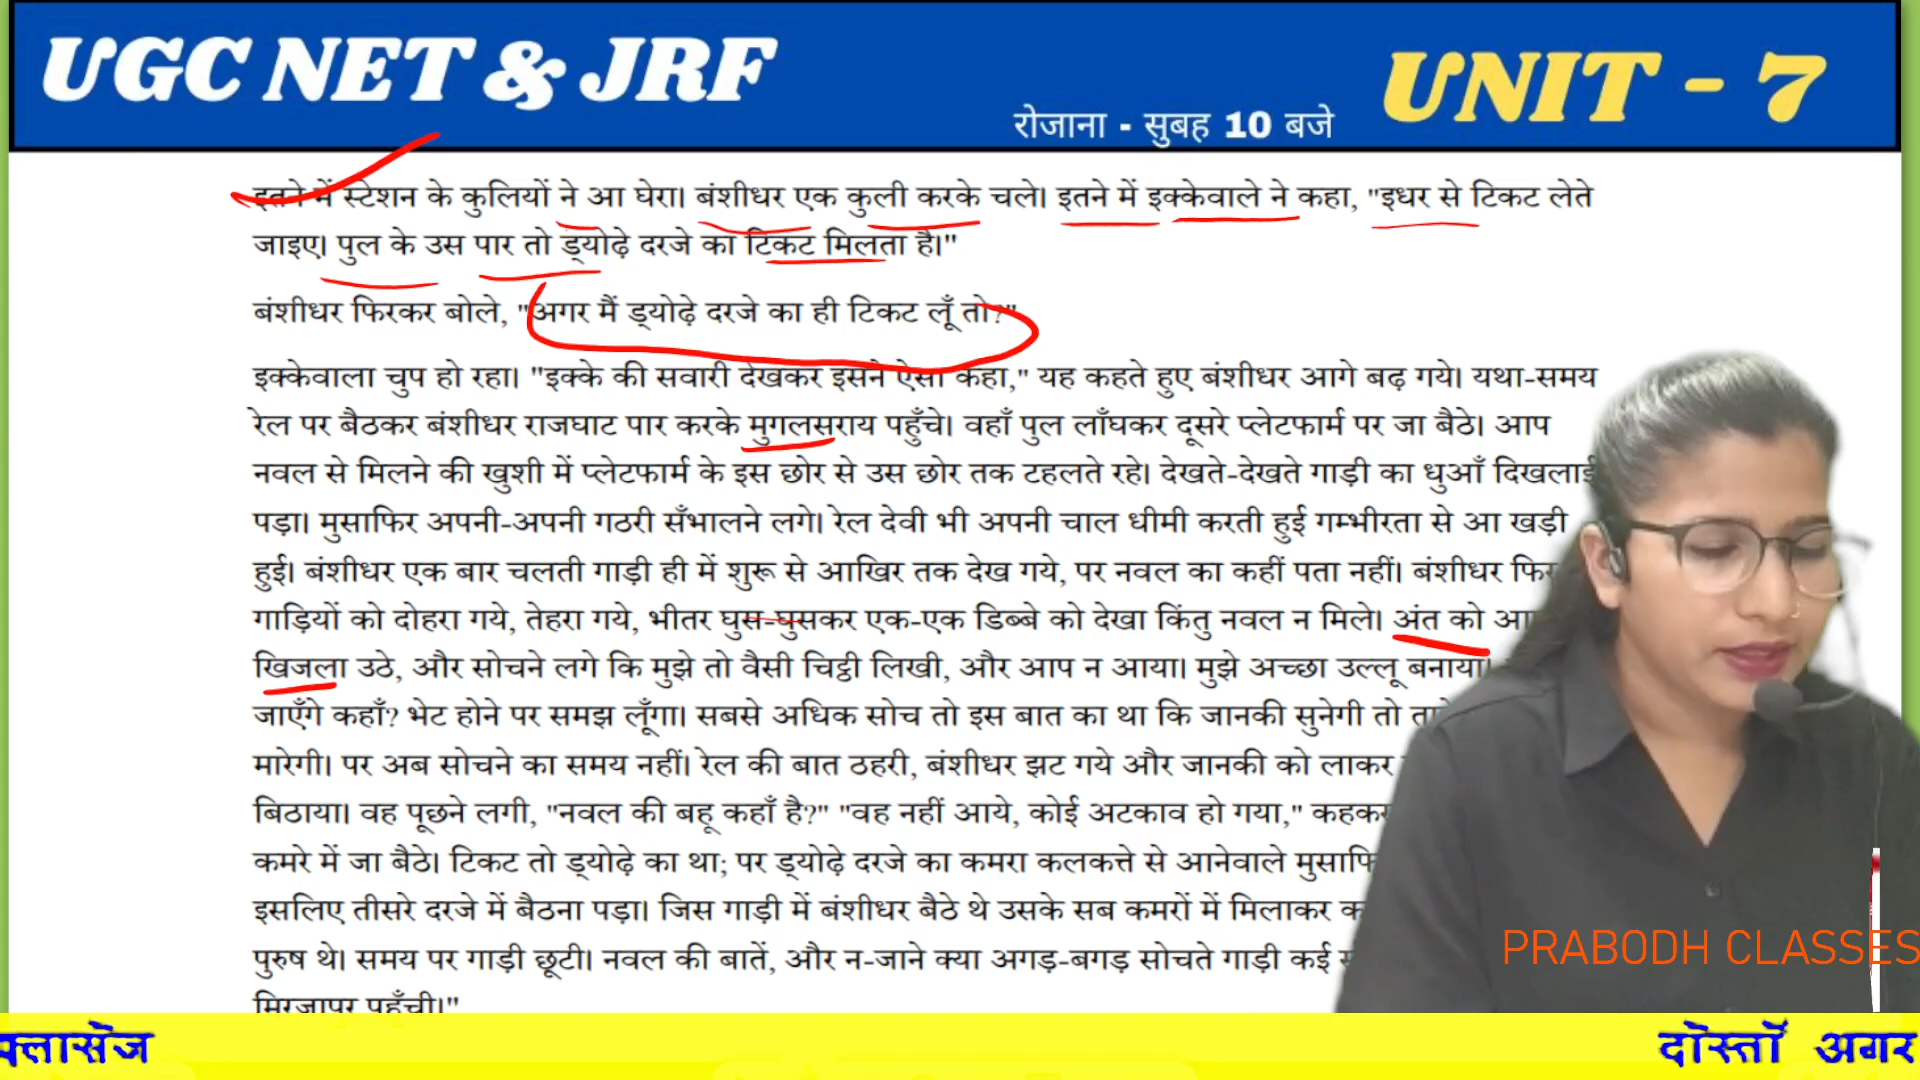 UGC NET & JRF
रोजाना - सुबह 10 बजे
UNIT - 7
इतने में स्टेशन के कुलियों ने आ घेरा। बंशीधर एक कुली करके चले। इतने में इक्केवाले ने कहा, "इधर से टिकट लेते
जाइए। पुल के उस पार तो ड्योढ़े दरजे का टिकट मिलता है।"
बंशीधर फिरकर बोले, "अगर मैं ड्योढ़े दरजे का ही टिकट लूँ तो?"
इक्केवाला चुप हो रहा। "इक्के की सवारी देखकर इसने ऐसा कहा," यह कहते हुए बंशीधर आगे बढ़ गये। यथा-समय
रेल पर बैठकर बंशीधर राजघाट पार करके मुगलसराय पहुँचे। वहाँ पुल लाँघकर दूसरे प्लेटफार्म पर जा बैठे। आप
नवल से मिलने की खुशी में प्लेटफार्म के इस छोर से उस छोर तक टहलते रहे। देखते-देखते गाड़ी का धुआँ दिखलाई
पड़ा। मुसाफिर अपनी-अपनी गठरी सँभालने लगे। रेल देवी भी अपनी चाल धीमी करती हुई गम्भीरता से आ खड़ी
हुई। बंशीधर एक बार चलती गाड़ी ही में शुरू से आखिर तक देख गये, पर नवल का कहीं पता नहीं। बंशीधर
गाड़ियों को दोहरा गये, तेहरा गये, भीतर घुस-घुसकर एक-एक डिब्बे को देखा किंतु नवल न मिले। अंत को
खिजला उठे, और सोचने लगे कि मुझे तो वैसी चिट्ठी लिखी, और आप न आया। मुझे अच्छा उल्लू बनाया।
जाएँगे कहाँ? भेट होने पर समझ लूँगा। सबसे अधिक सोच तो इस बात का था कि जानकी सुनेगी तो
मारेगी। पर अब सोचने का समय नहीं। रेल की बात ठहरी, बंशीधर झट गये और जानकी को लाकर
बिठाया। वह पूछने लगी, "नवल की बहू कहाँ है?" "वह नहीं आये, कोई अटकाव हो गया,"
कमरे में जा बैठे। टिकट तो ड्योढ़े का था; पर ड्योढ़े दरजे का कमरा कलकत्ते से आनेवाले
इसलिए तीसरे दरजे में बैठना पड़ा। जिस गाड़ी में बंशीधर बैठे थे उसके सब कमरों में मिलाकर
पुरुष थे। समय पर गाड़ी छूटी। नवल की बातें, और न-जाने क्या अगड़-बगड़ सोचते गाड़ी कई
मिरजापुर पहुँची।"
PRABODH CLASSES
क्लासेज
दोस्तों अगर